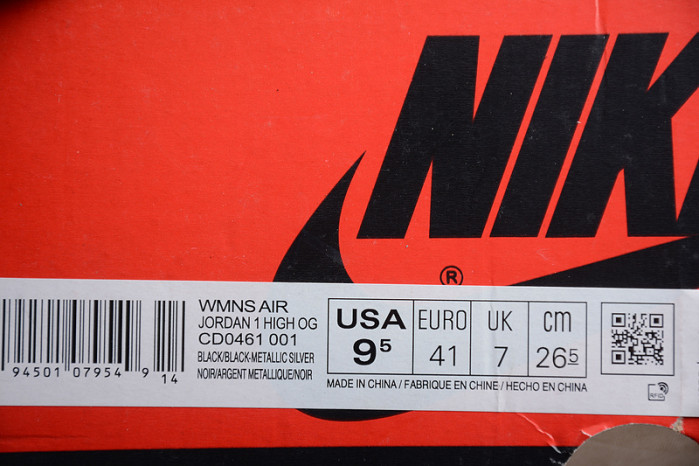 NIK
®
WMNS AIR
JORDAN 1 HIGH OG
CD0461 001
BLACK/BLACK-METALLIC SILVER
NOIR/ARGENT METALLIQUE/NOIR
USA EURO UK cm
9⁵ 41 7 26⁵
MADE IN CHINA / FABRIQUE EN CHINE / HECHO EN CHINA
94501 07954 9 14
RFID